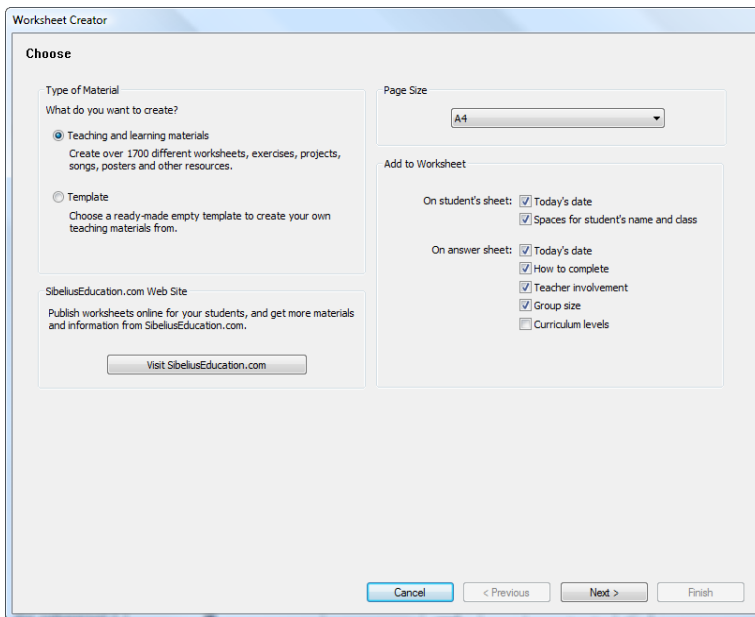 Worksheet Creator
Choose
Type of Material
What do you want to create?
Teaching and learning materials
Create over 1700 different worksheets, exercises, projects,
songs, posters and other resources.
Template
Choose a ready-made empty template to create your own
teaching materials from.
SibeliusEducation.com Web Site
Publish worksheets online for your students, and get more materials
and information from SibeliusEducation.com.
Visit SibeliusEducation.com
Page Size
A4
Add to Worksheet
On student's sheet: Today's date
Spaces for student's name and class
On answer sheet: Today's date
How to complete
Teacher involvement
Group size
Curriculum levels
Cancel
< Previous
Next >
Finish